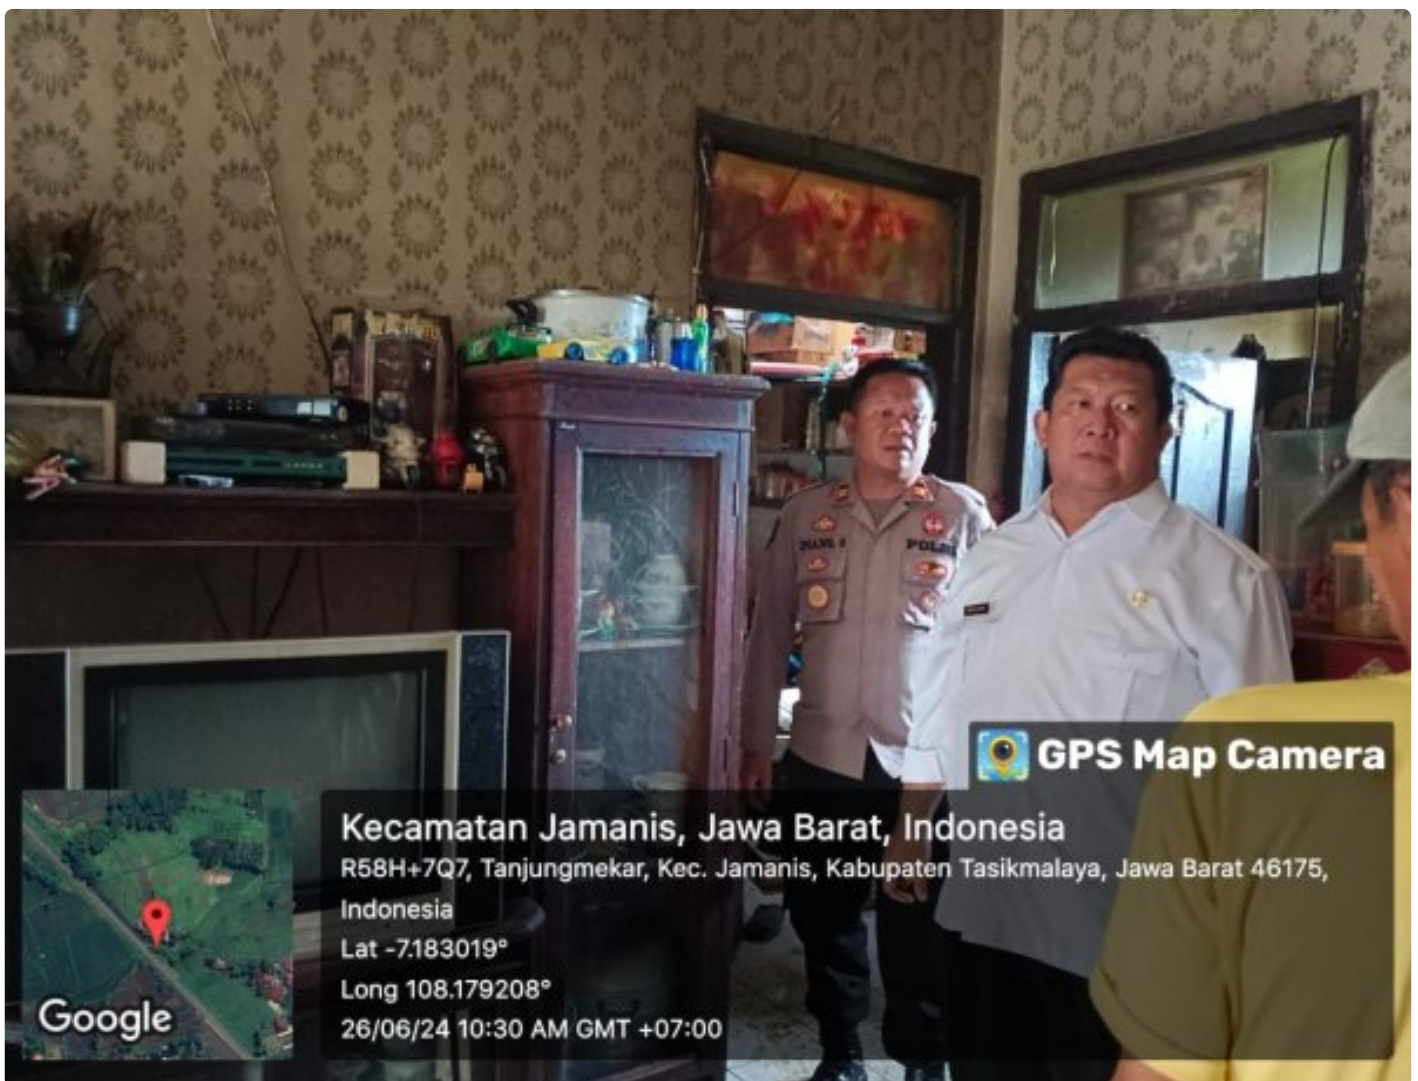 POLRI
GPS Map Camera
Kecamatan Jamanis, Jawa Barat, Indonesia
R58H+7Q7, Tanjungmekar, Kec. Jamanis, Kabupaten Tasikmalaya, Jawa Barat 46175,
Indonesia
Lat -7.183019°
Long 108.179208°
26/06/24 10:30 AM GMT +07:00
Google